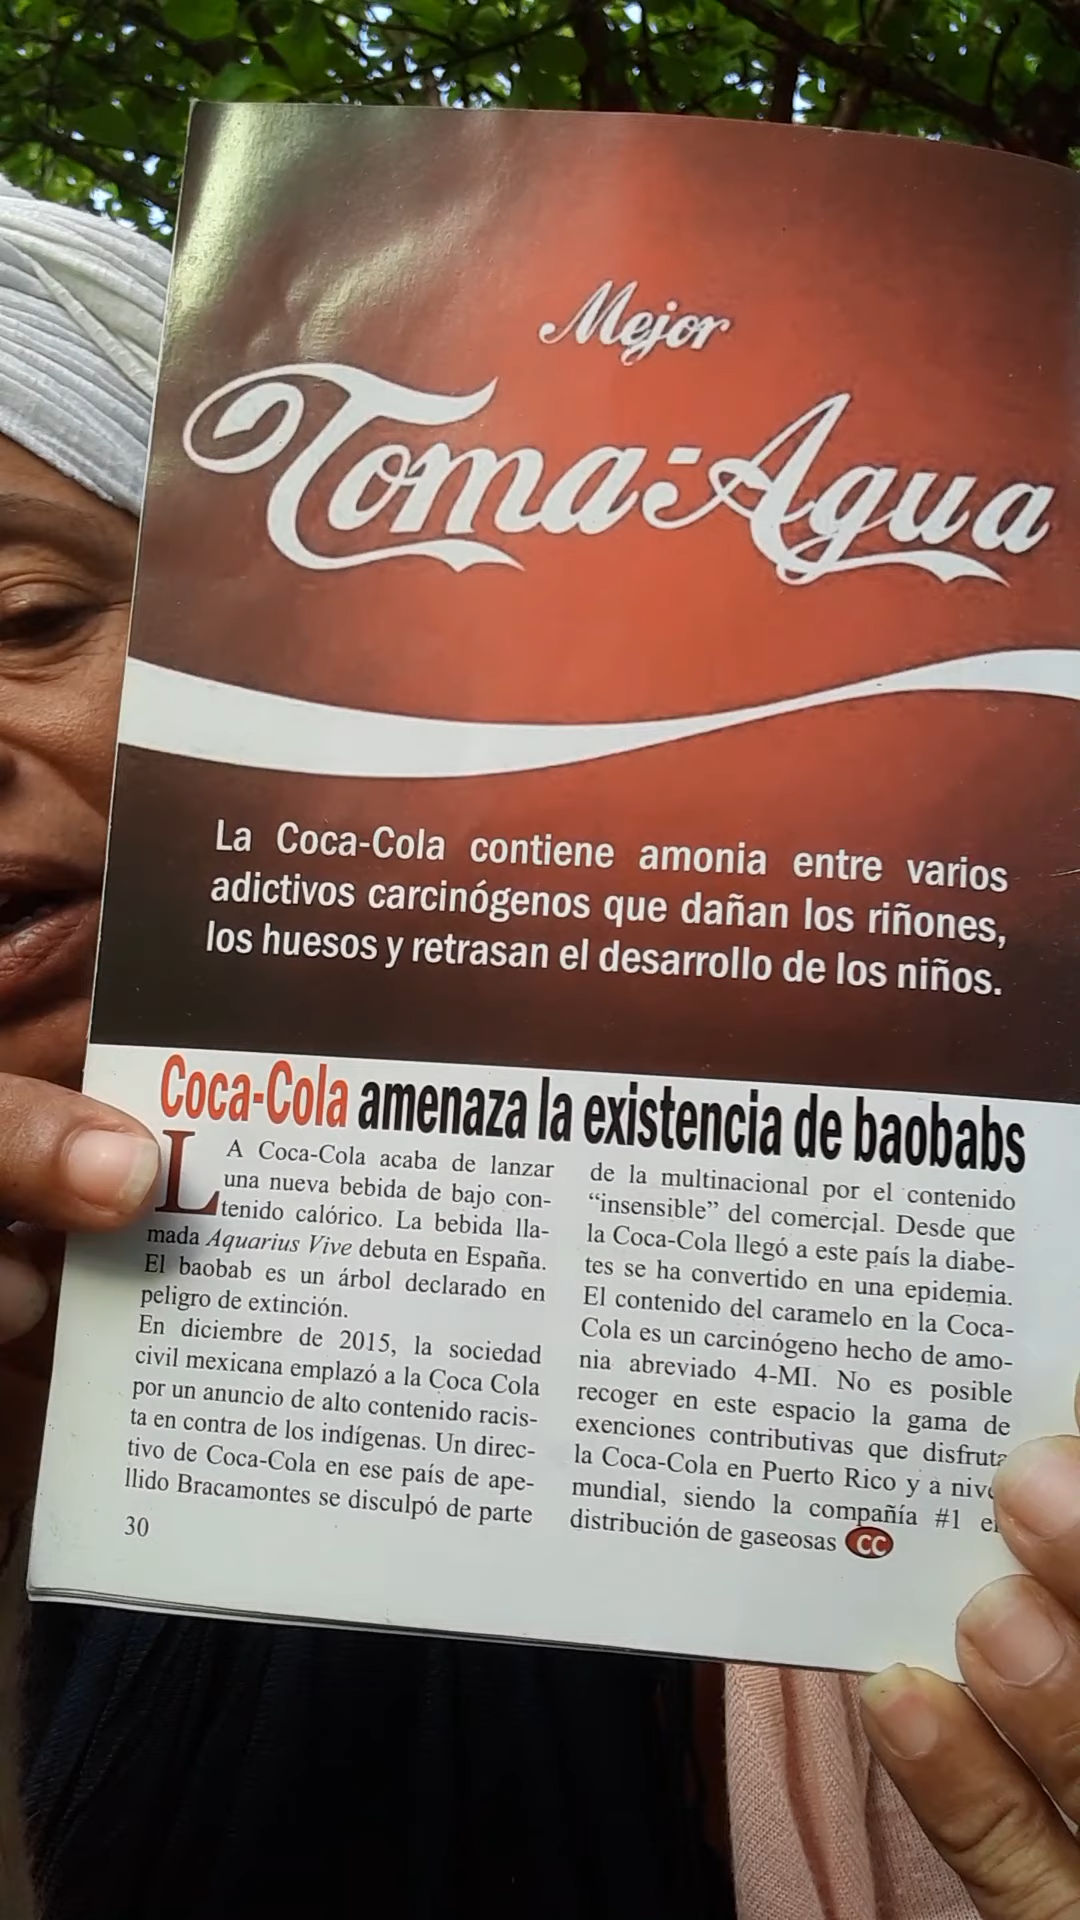 Mejor
Toma-Agua
La Coca-Cola contiene amonia entre varios
adictivos carcinógenos que dañan los riñones,
los huesos y retrasan el desarrollo de los niños.
Coca-Cola amenaza la existencia de baobabs
LA Coca-Cola acaba de lanzar
una nueva bebida de bajo con-
tenido calórico. La bebida lla-
mada Aquarius Vive debuta en España.
El baobab es un árbol declarado en
peligro de extinción.
En diciembre de 2015, la sociedad
civil mexicana emplazó a la Coca Cola
por un anuncio de alto contenido racis-
ta en contra de los indígenas. Un direc-
tivo de Coca-Cola en ese país de ape-
llido Bracamontes se disculpó de parte
de la multinacional por el contenido
“insensible” del comercial. Desde que
la Coca-Cola llegó a este país la diabe-
tes se ha convertido en una epidemia.
El contenido del caramelo en la Coca-
Cola es un carcinógeno hecho de amo-
nia abreviado 4-MI. No es posible
recoger en este espacio la gama de
exenciones contributivas que disfruta
la Coca-Cola en Puerto Rico y a nive
mundial, siendo la compañía #1 en
distribución de gaseosas CC
30